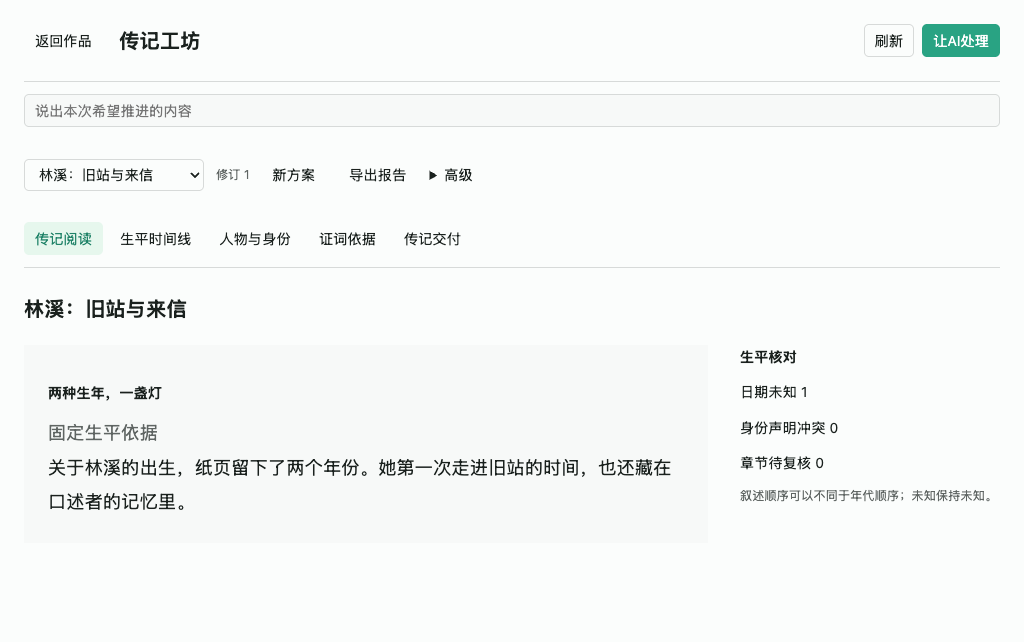 返回作品
传记工坊
刷新
让AI处理
说出本次希望推进的内容
林溪：旧站与来信
修订 1
新方案
导出报告
▶ 高级
传记阅读
生平时间线
人物与身份
证词依据
传记交付
林溪：旧站与来信
两种生年，一盏灯
固定生平依据
关于林溪的出生，纸页留下了两个年份。她第一次走进旧站的时间，也还藏在
口述者的记忆里。
生平核对
日期未知 1
身份声明冲突 0
章节待复核 0
叙述顺序可以不同于年代顺序；未知保持未知。